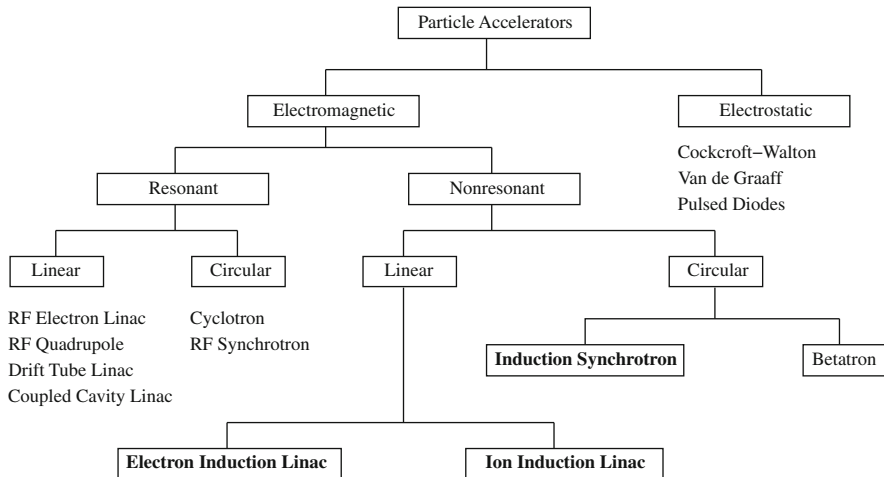 Particle Accelerators
Electromagnetic
Electrostatic
Cockcroft−Walton
Van de Graaff
Pulsed Diodes
Resonant
Nonresonant
Linear
Circular
Linear
Circular
RF Electron Linac
RF Quadrupole
Drift Tube Linac
Coupled Cavity Linac
Cyclotron
RF Synchrotron
Induction Synchrotron
Betatron
Electron Induction Linac
Ion Induction Linac